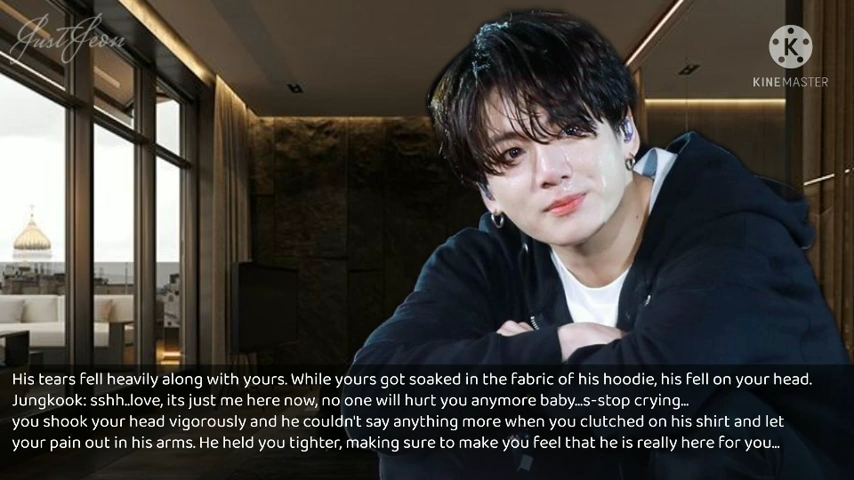 JustJeon
KINEMASTER
His tears fell heavily along with yours. While yours got soaked in the fabric of his hoodie, his fell on your head.
Jungkook: sshh..love, its just me here now, no one will hurt you anymore baby...s-stop crying...
you shook your head vigorously and he couldn't say anything more when you clutched on his shirt and let
your pain out in his arms. He held you tighter, making sure to make you feel that he is really here for you...